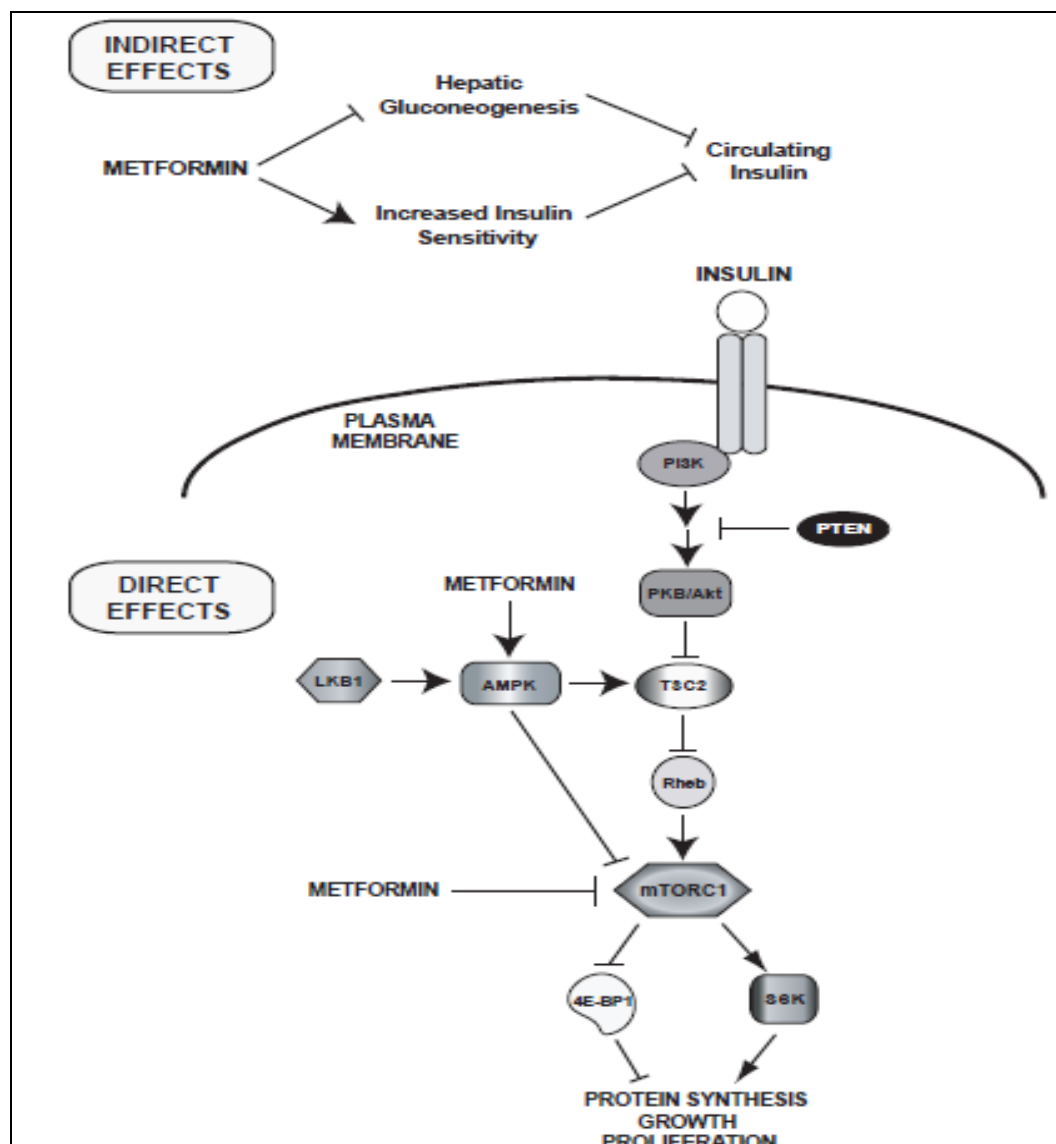 INDIRECT
EFFECTS
Hepatic
Gluconeogenesis
METFORMIN
Circulating
Insulin
Increased Insulin
Sensitivity
INSULIN
PLASMA
MEMBRANE
PI3K
PTEN
DIRECT
EFFECTS
METFORMIN
PKB/Akt
LKB1
AMPK
TSC2
Rheb
METFORMIN
mTORC1
4E-BP1
S6K
PROTEIN SYNTHESIS
GROWTH
PROLIFERATION